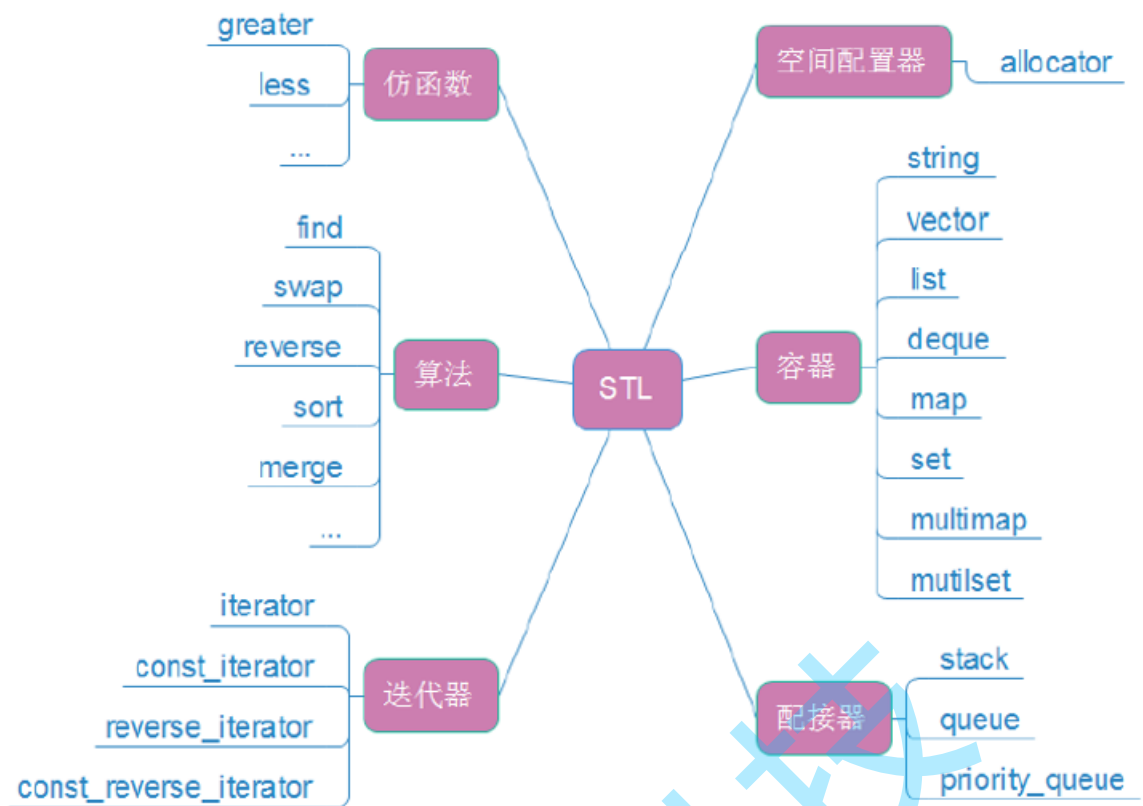 greater
less
...
仿函数
find
swap
reverse
sort
merge
...
算法
iterator
const_iterator
reverse_iterator
const_reverse_iterator
迭代器
STL
空间配置器
allocator
容器
string
vector
list
deque
map
set
multimap
mutilset
配接器
stack
queue
priority_queue